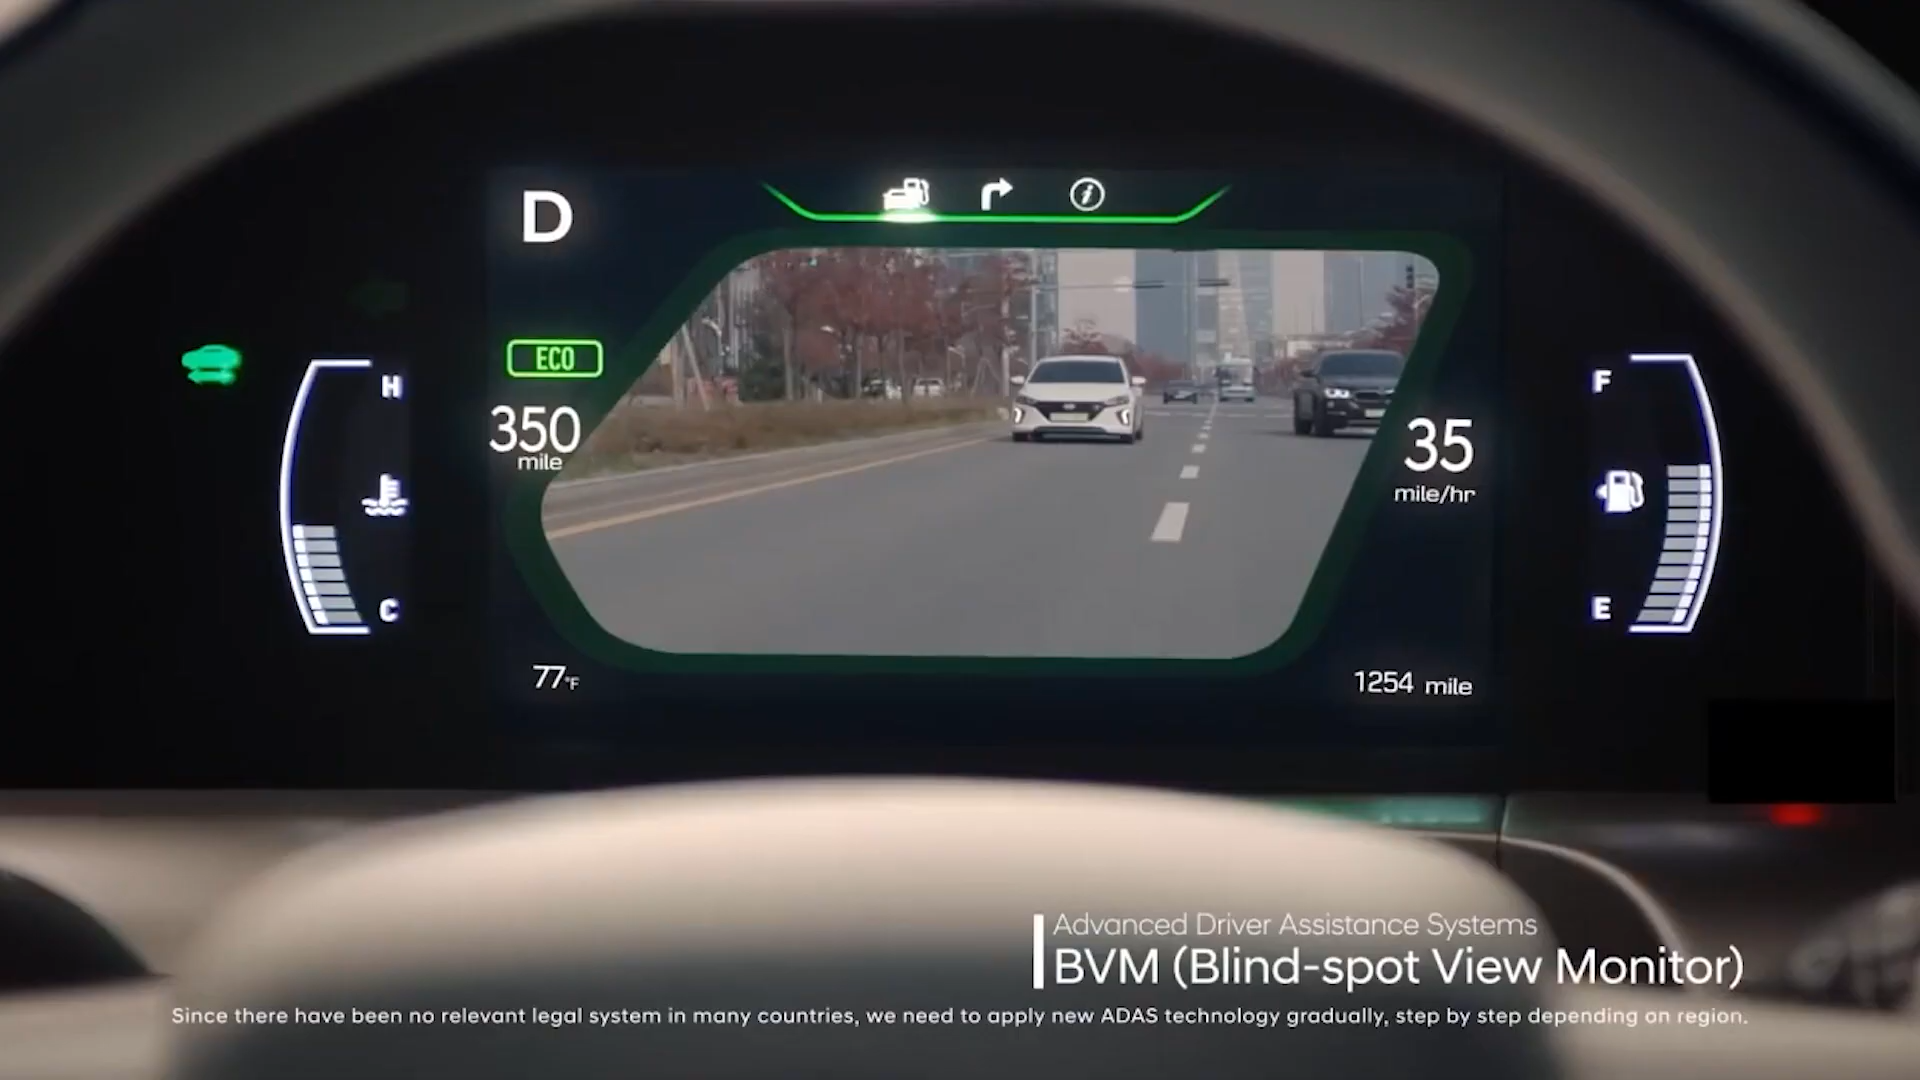 D
ECO
350
mile
35
mile/hr
H
C
F
E
77°F
1254 mile
Advanced Driver Assistance Systems
BVM (Blind-spot View Monitor)
Since there have been no relevant legal system in many countries, we need to apply new ADAS technology gradually, step by step depending on region.